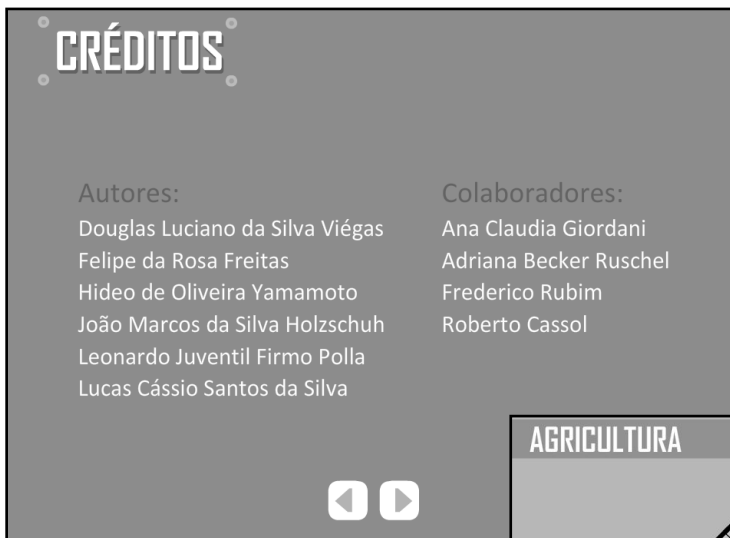 CRÉDITOS
Autores:
Douglas Luciano da Silva Viégas
Felipe da Rosa Freitas
Hideo de Oliveira Yamamoto
João Marcos da Silva Holzschuh
Leonardo Juventil Firmo Polla
Lucas Cássio Santos da Silva
Colaboradores:
Ana Claudia Giordani
Adriana Becker Ruschel
Frederico Rubim
Roberto Cassol
AGRICULTURA